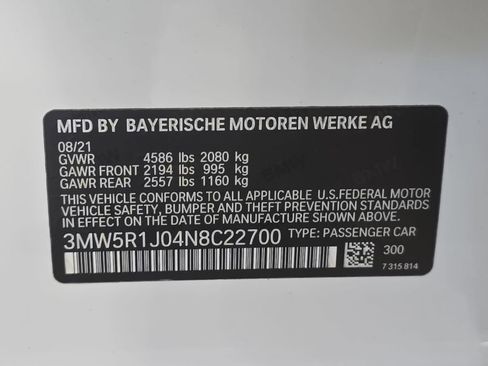 MFD BY BAYERISCHE MOTOREN WERKE AG
08/21
GVWR 4586 lbs 2080 kg
GAWR FRONT 2194 lbs 995 kg
GAWR REAR 2557 lbs 1160 kg
THIS VEHICLE CONFORMS TO ALL APPLICABLE U.S.FEDERAL MOTOR
VEHICLE SAFETY, BUMPER AND THEFT PREVENTION STANDARDS
IN EFFECT ON THE DATE OF MANUFACTURE SHOWN ABOVE.
3MW5R1J04N8C22700 TYPE: PASSENGER CAR
300
7 315 814